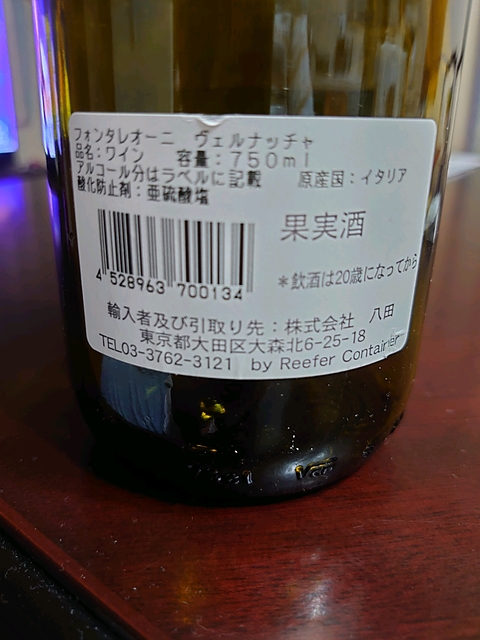 フォンタレオーニ　ヴェルナッチャ
品名：ワイン　容量：750ml
アルコール分はラベルに記載　原産国：イタリア
酸化防止剤：亜硫酸塩
果実酒
4 528963 700134
＊飲酒は20歳になってから
輸入者及び引取り先：株式会社　八田
東京都大田区大森北6-25-18
TEL03-3762-3121　by Reefer Container